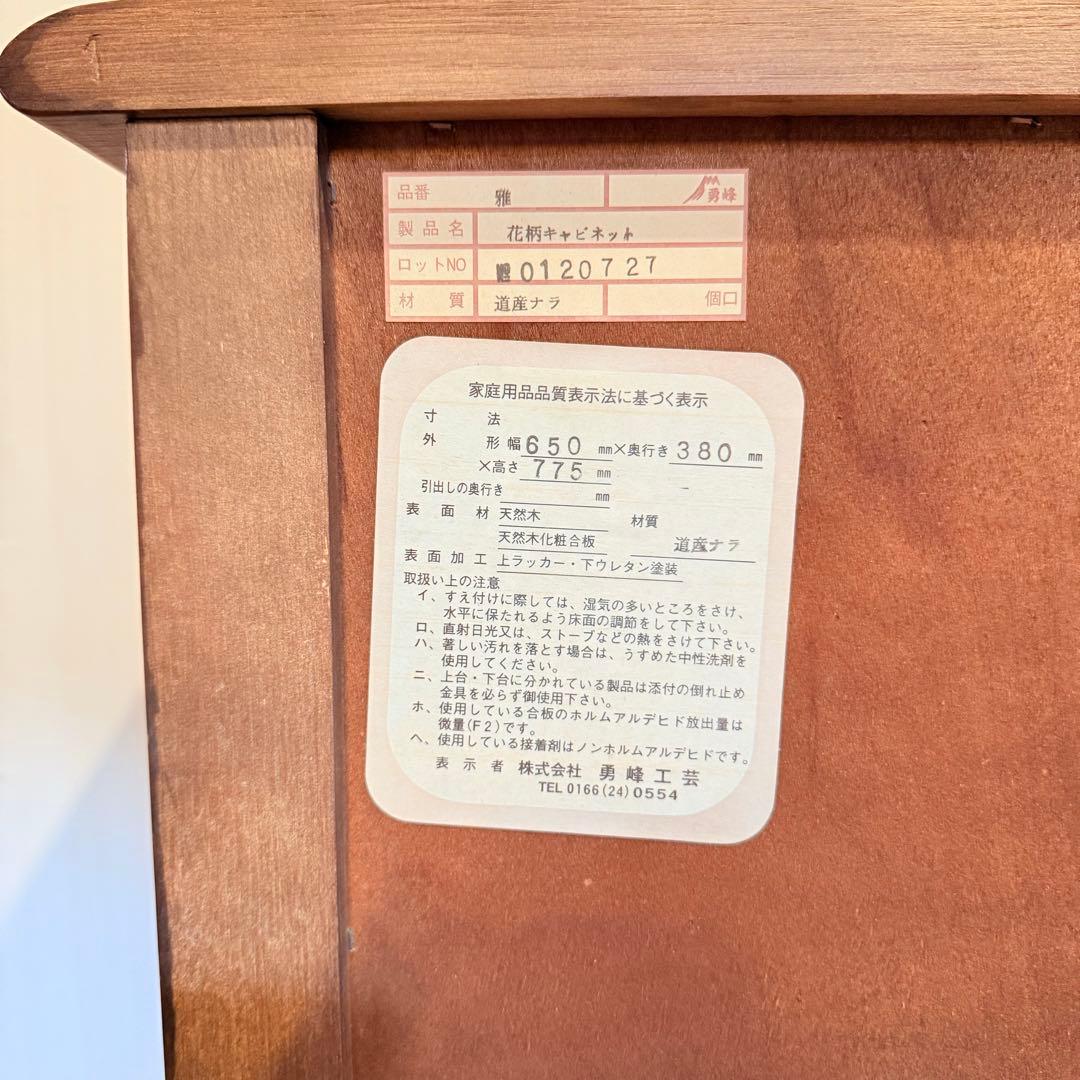 品番 雅 勇峰
製品名 花柄キャビネット
ロットNO 0120727
材質 道産ナラ 個口
家庭用品品質表示法に基づく表示
寸法
外形 幅650mm×奥行き380mm
×高さ775mm
引出しの奥行き mm
表面材 天然木 材質
天然木化粧合板 道産ナラ
表面加工 上ラッカー・下ウレタン塗装
取扱い上の注意
イ、すえ付けに際しては、湿気の多いところをさけ、
水平に保たれるよう床面の調節をして下さい。
ロ、直射日光又は、ストーブなどの熱をさけて下さい。
ハ、著しい汚れを落とす場合は、うすめた中性洗剤を
使用してください。
ニ、上台・下台に分かれている製品は添付の倒れ止め
金具を必らず御使用下さい。
ホ、使用している合板のホルムアルデヒド放出量は
微量(F2)です。
ヘ、使用している接着剤はノンホルムアルデヒドです。
表示者 株式会社 勇峰工芸
TEL 0166(24)0554